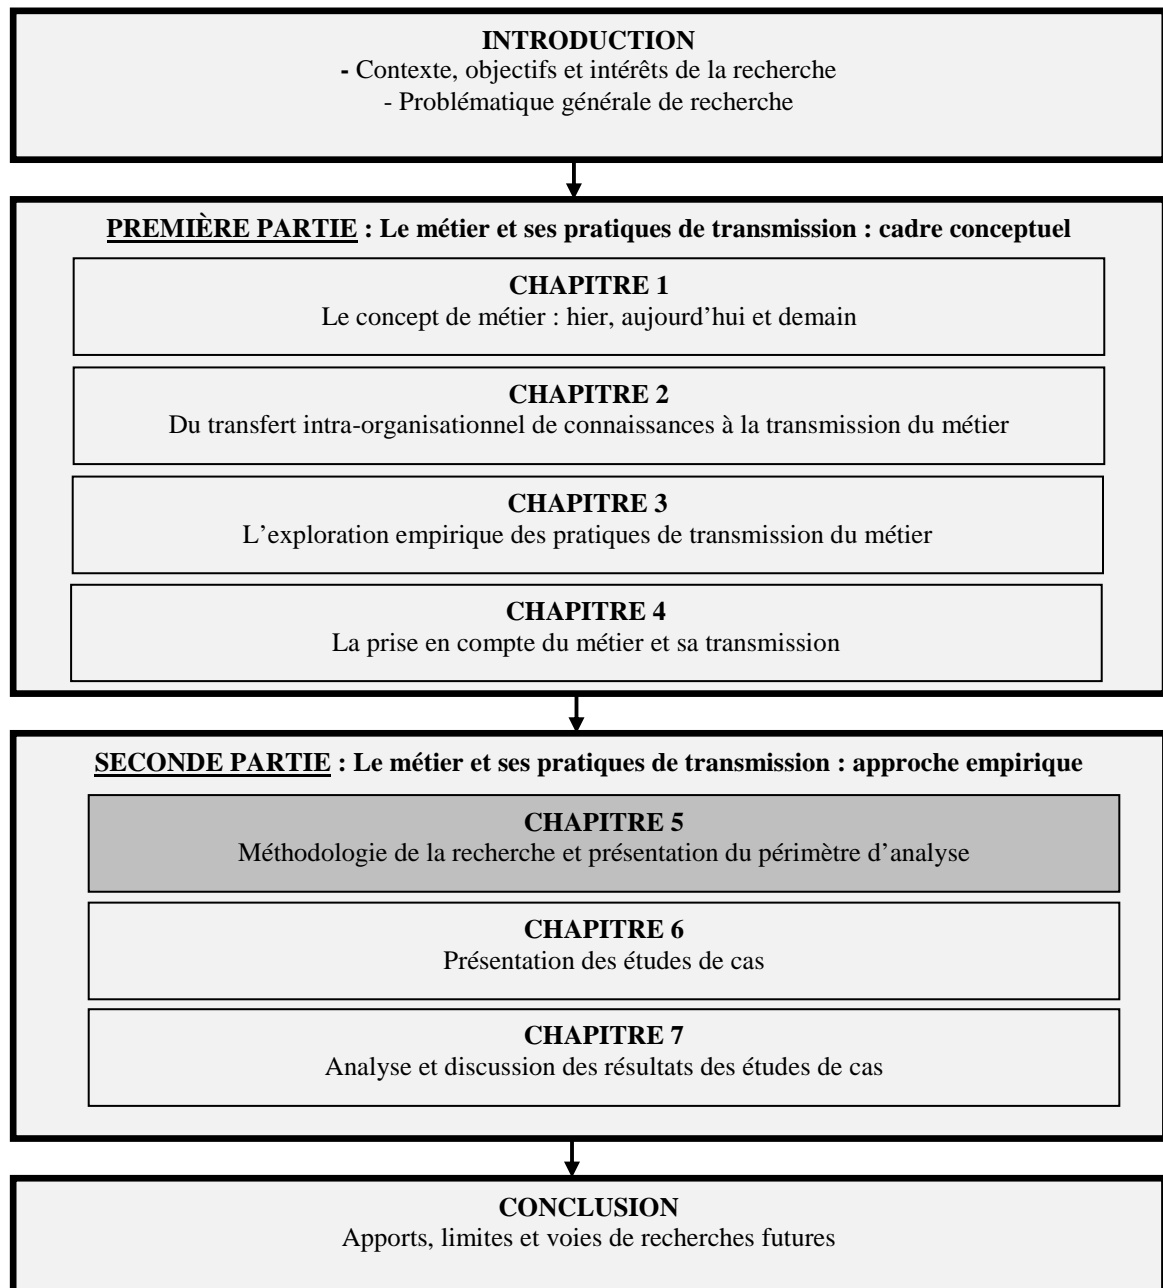 INTRODUCTION
- Contexte, objectifs et intérêts de la recherche
- Problématique générale de recherche
PREMIÈRE PARTIE : Le métier et ses pratiques de transmission : cadre conceptuel
CHAPITRE 1
Le concept de métier : hier, aujourd’hui et demain
CHAPITRE 2
Du transfert intra-organisationnel de connaissances à la transmission du métier
CHAPITRE 3
L’exploration empirique des pratiques de transmission du métier
CHAPITRE 4
La prise en compte du métier et sa transmission
SECONDE PARTIE : Le métier et ses pratiques de transmission : approche empirique
CHAPITRE 5
Méthodologie de la recherche et présentation du périmètre d’analyse
CHAPITRE 6
Présentation des études de cas
CHAPITRE 7
Analyse et discussion des résultats des études de cas
CONCLUSION
Apports, limites et voies de recherches futures